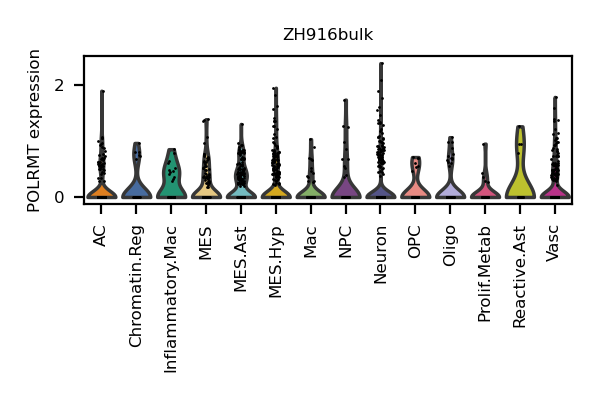 ZH916bulk
POLRMT expression
2
0
AC
Chromatin.Reg
Inflammatory.Mac
MES
MES.Ast
MES.Hyp
Mac
NPC
Neuron
OPC
Oligo
Prolif.Metab
Reactive.Ast
Vasc